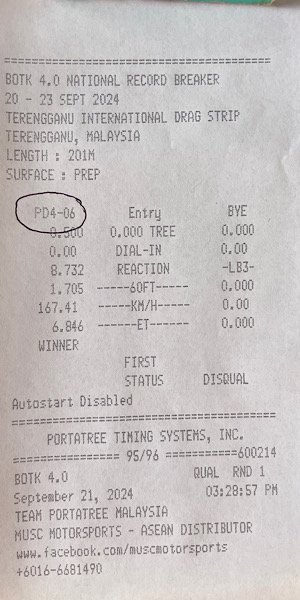 ========================================
BOTK 4.0 NATIONAL RECORD BREAKER
20 - 23 SEPT 2024
TERENGGANU INTERNATIONAL DRAG STRIP
TERENGGANU, MALAYSIA
LENGTH : 201M
SURFACE : PREP
PD4-06 Entry BYE
0.500 0.000 TREE 0.000
0.00 DIAL-IN 0.00
8.732 REACTION -LB3-
1.705 -----60FT----- 0.000
167.41 -----KM/H----- 0.00
6.846 ------ET----- 0.000
WINNER
FIRST
STATUS DISQUAL
Autostart Disabled
========================================
PORTATREE TIMING SYSTEMS, INC.
================ 95/96 ===========600214
BOTK 4.0 QUAL RND 1
September 21, 2024 03:28:57 PM
TEAM PORTATREE MALAYSIA
MUSC MOTORSPORTS - ASEAN DISTRIBUTOR
www.facebook.com/muscmotorsports
+6016-6681490